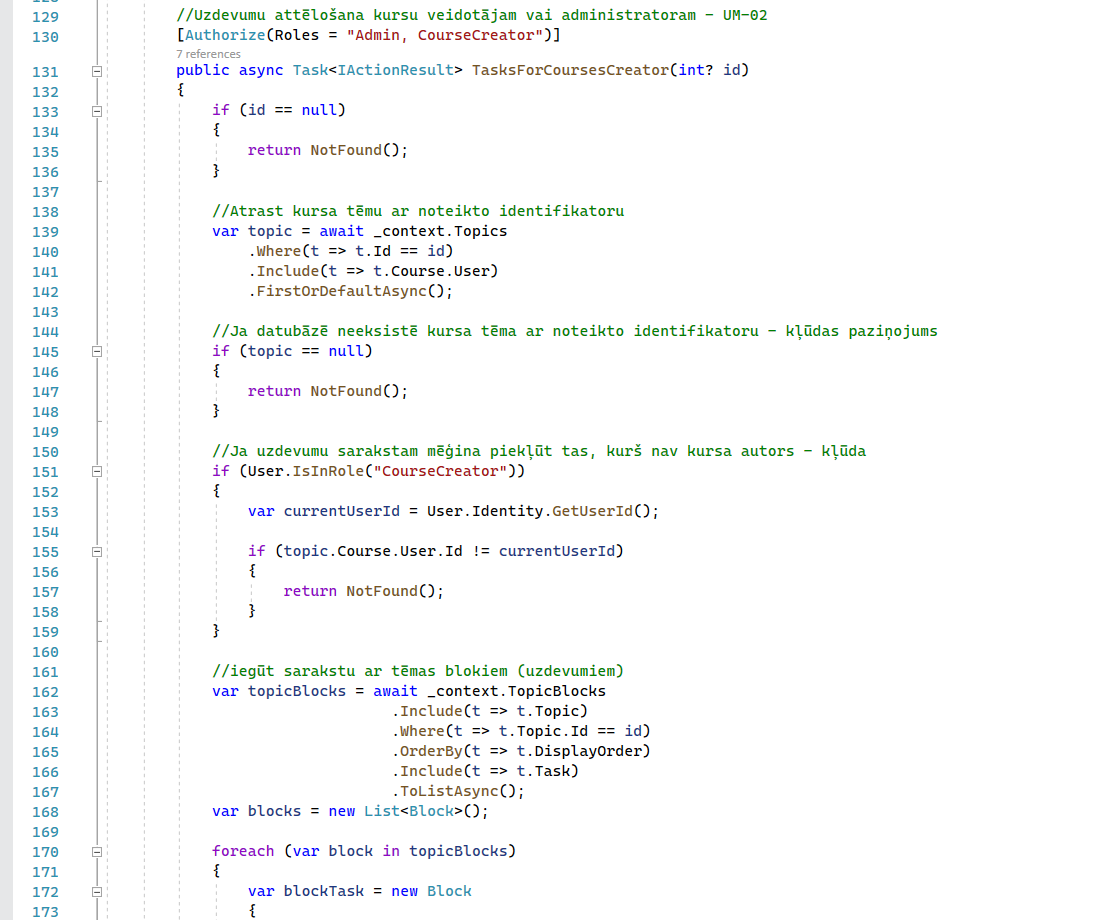 129 //Uzdevumu attēlošana kursu veidotājam vai administratoram - UM-02
130 [Authorize(Roles = "Admin, CourseCreator")]
7 references
131 public async Task<IActionResult> TasksForCoursesCreator(int? id)
132 {
133 if (id == null)
134 {
135 return NotFound();
136 }
137
138 //Atrast kursa tēmu ar noteikto identifikatoru
139 var topic = await _context.Topics
140 .Where(t => t.Id == id)
141 .Include(t => t.Course.User)
142 .FirstOrDefaultAsync();
143
144 //Ja datubāzē neeksistē kursa tēma ar noteikto identifikatoru - kļūdas paziņojums
145 if (topic == null)
146 {
147 return NotFound();
148 }
149
150 //Ja uzdevumu sarakstam mēģina piekļūt tas, kurš nav kursa autors - kļūda
151 if (User.IsInRole("CourseCreator"))
152 {
153 var currentUserId = User.Identity.GetUserId();
154
155 if (topic.Course.User.Id != currentUserId)
156 {
157 return NotFound();
158 }
159 }
160
161 //iegūt sarakstu ar tēmas blokiem (uzdevumiem)
162 var topicBlocks = await _context.TopicBlocks
163 .Include(t => t.Topic)
164 .Where(t => t.Topic.Id == id)
165 .OrderBy(t => t.DisplayOrder)
166 .Include(t => t.Task)
167 .ToListAsync();
168 var blocks = new List<Block>();
169
170 foreach (var block in topicBlocks)
171 {
172 var blockTask = new Block
173 {